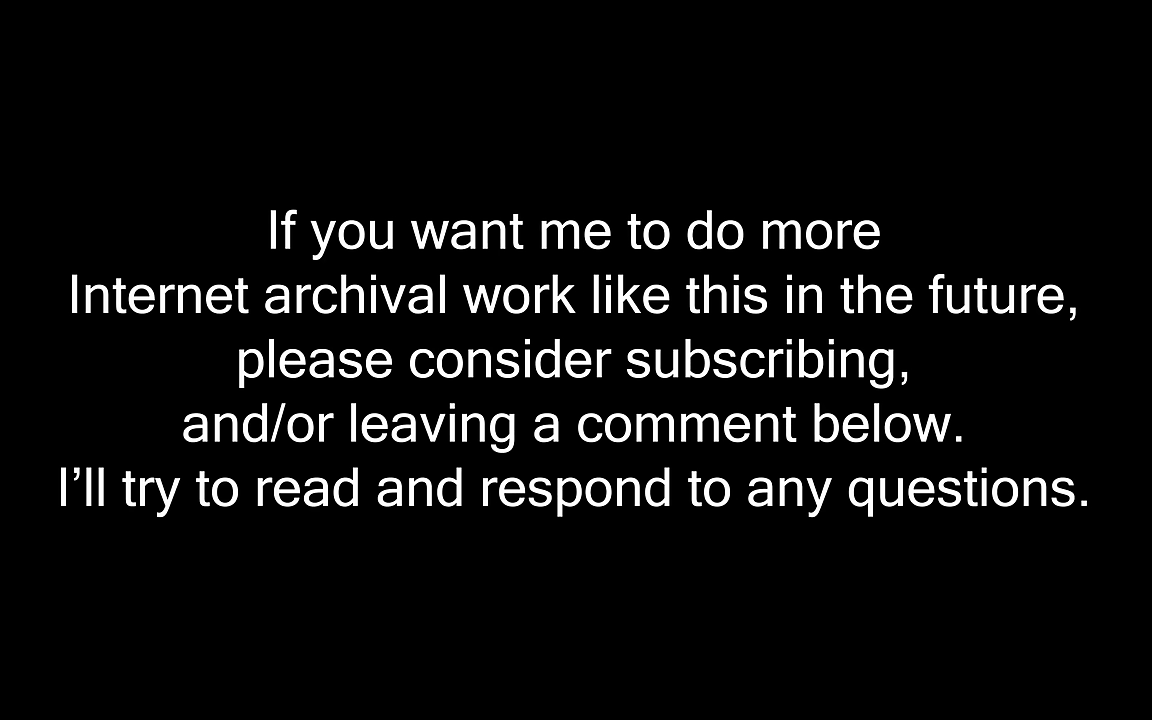 If you want me to do more
Internet archival work like this in the future,
please consider subscribing,
and/or leaving a comment below.
I’ll try to read and respond to any questions.